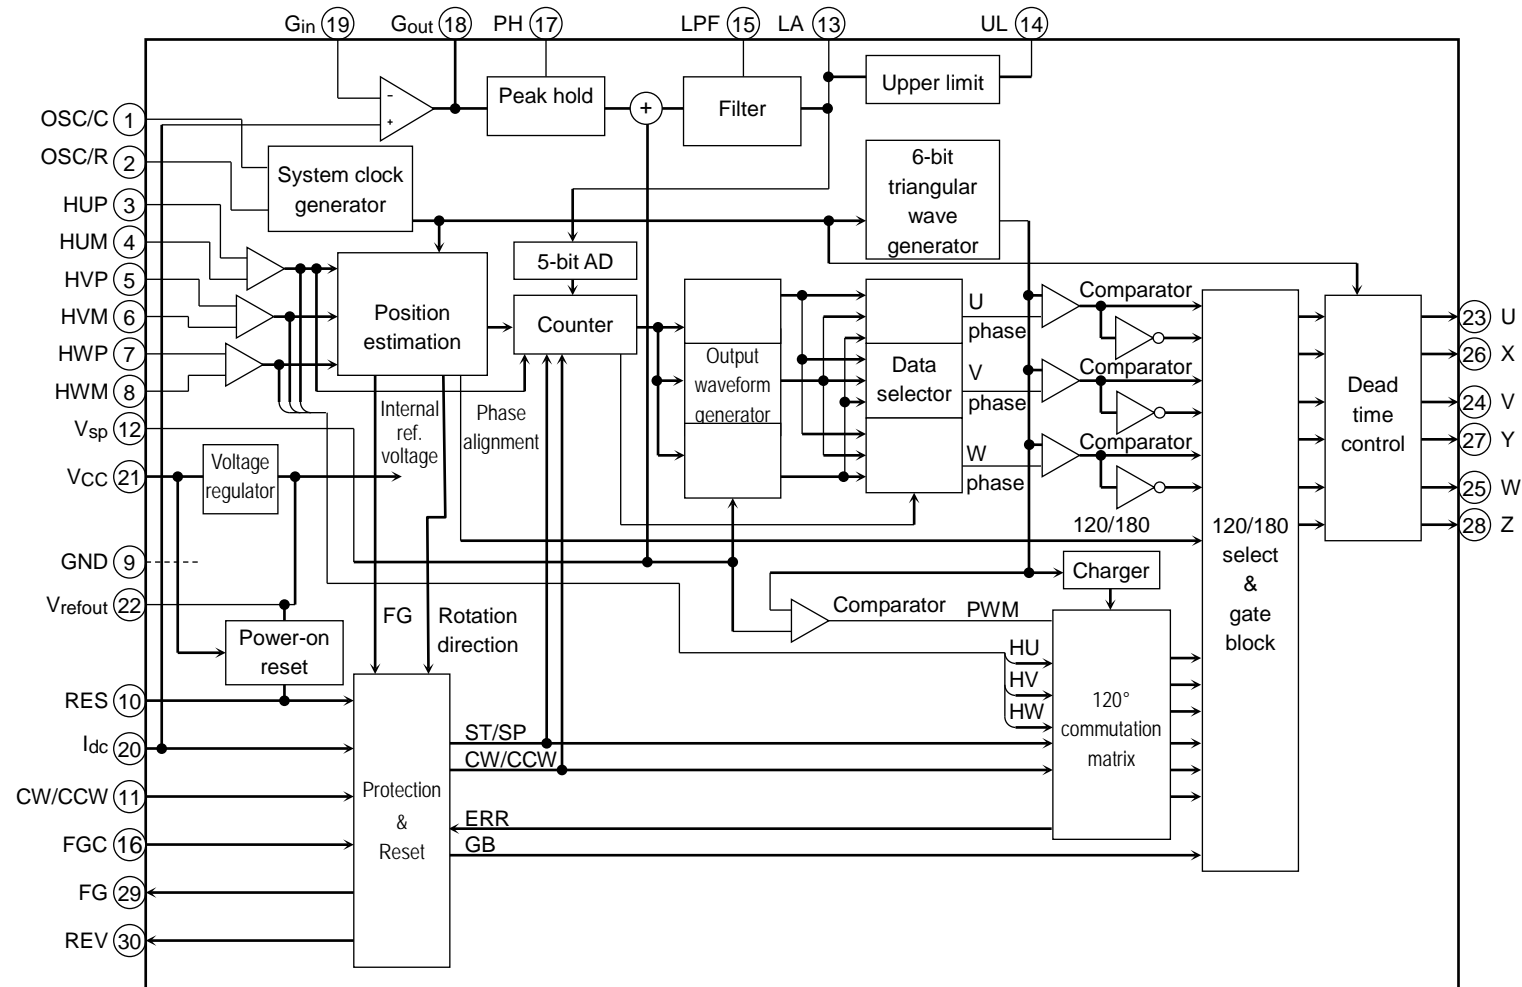 Gin 19
Gout 18
PH 17
LPF 15
LA 13
UL 14
OSC/C 1
OSC/R 2
HUP 3
HUM 4
HVP 5
HVM 6
HWP 7
HWM 8
Vsp 12
VCC 21
GND 9
Vrefout 22
RES 10
Idc 20
CW/CCW 11
FGC 16
FG 29
REV 30
-
+
Peak hold
+
Filter
Upper limit
System clock
generator
6-bit
triangular
wave
generator
5-bit AD
Position
estimation
Counter
Output
waveform
generator
Data
selector
U
phase
V
phase
W
phase
Comparator
Comparator
Comparator
120/180
120/180
select
&
gate
block
Dead
time
control
23 U
26 X
24 V
27 Y
25 W
28 Z
Internal
ref.
voltage
Phase
alignment
Voltage
regulator
Power-on
reset
FG
Rotation
direction
Charger
Comparator
PWM
HU
HV
HW
120°
commutation
matrix
ST/SP
CW/CCW
ERR
GB
Protection
&
Reset